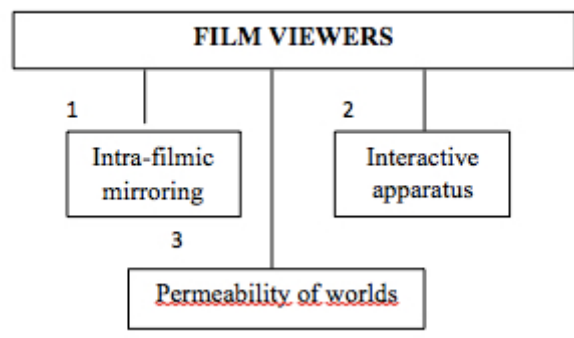 FILM VIEWERS
1
2
Intra-filmic
mirroring
Interactive
apparatus
3
Permeability of worlds